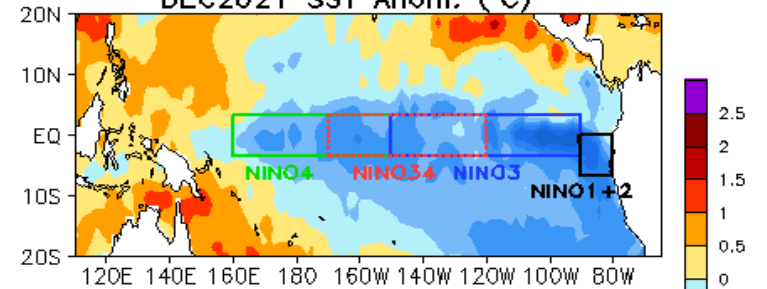 DEC2021 SST Anom. (°C)
20N
10N
EQ
10S
20S
NINO4
NINO34
NINO3
NINO1+2
120E 140E 160E 180 160W 140W 120W 100W 80W
2.5
2
1.5
1
0.5
0